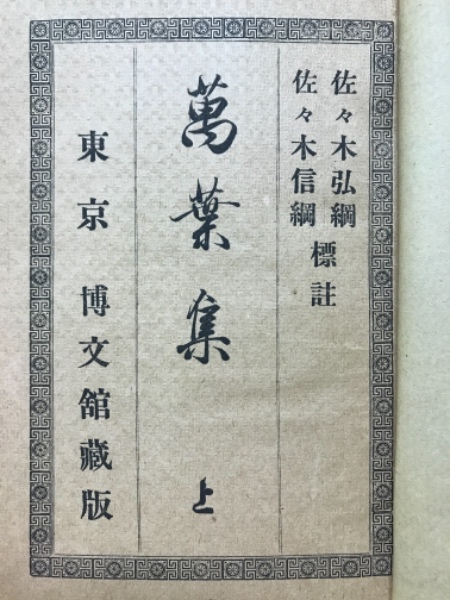 佐々木弘綱
佐々木信綱
標註
萬葉集 上
東京 博文館藏版